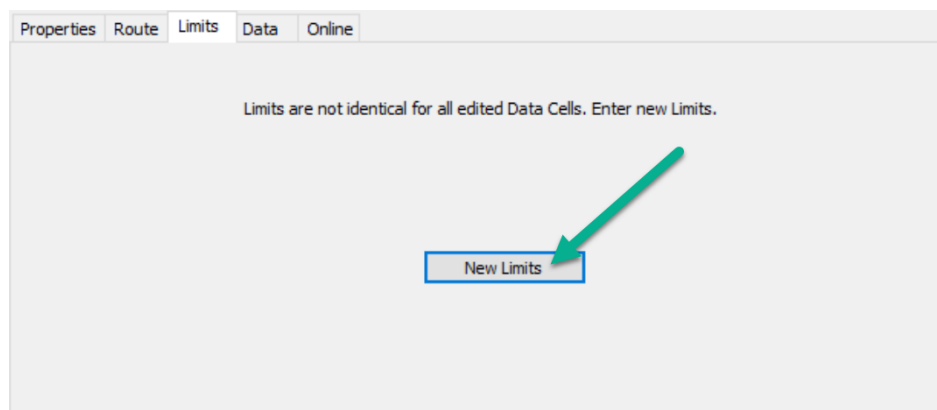 Properties Route Limits Data Online
Limits are not identical for all edited Data Cells. Enter new Limits.
New Limits